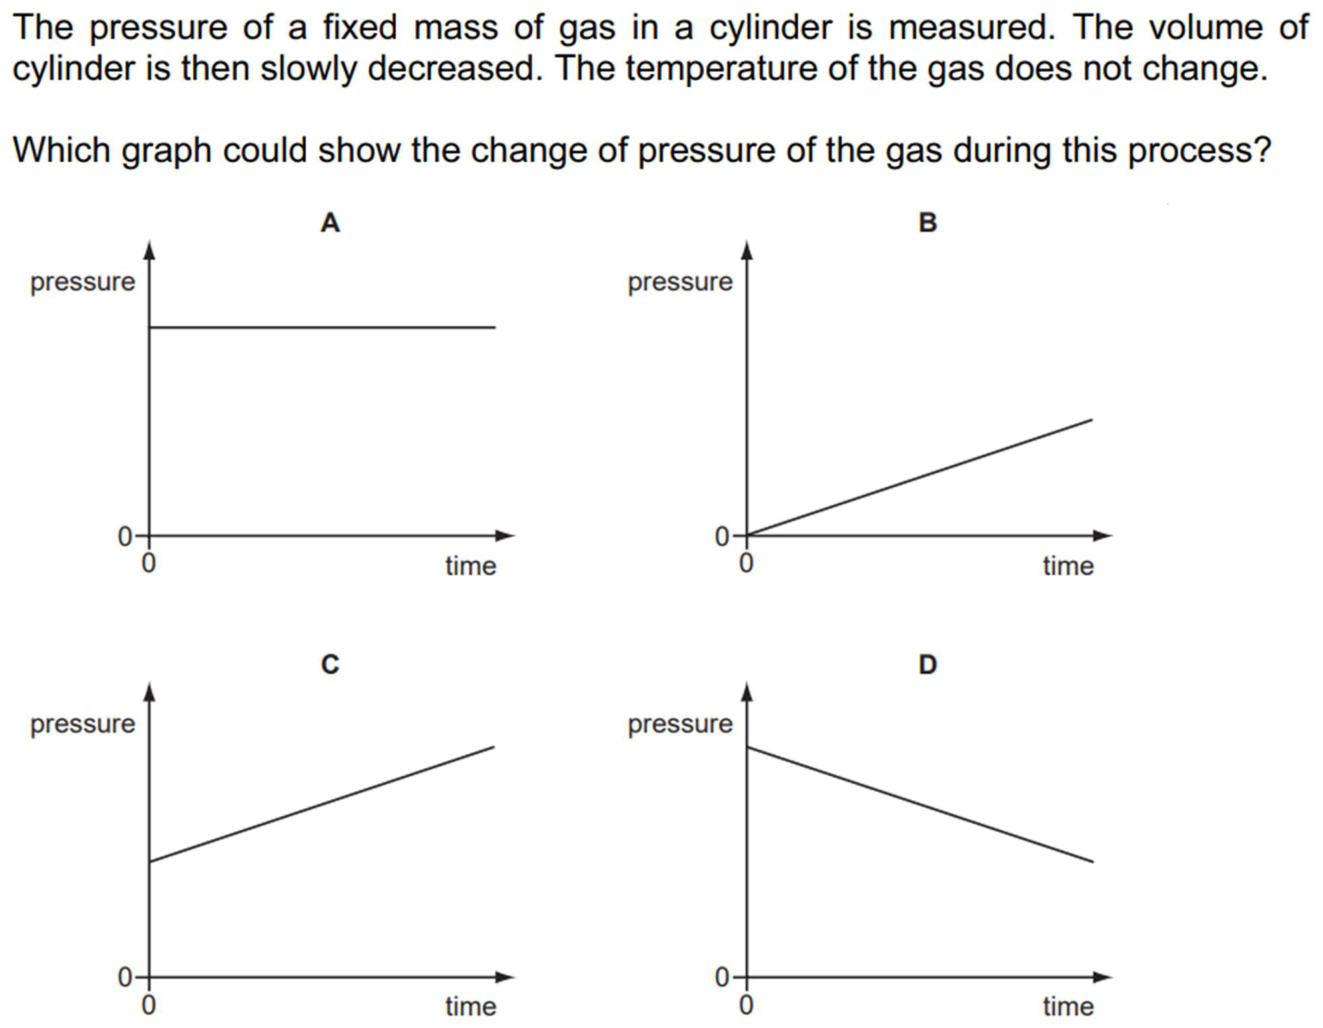 The pressure of a fixed mass of gas in a cylinder is measured. The volume of
cylinder is then slowly decreased. The temperature of the gas does not change.
Which graph could show the change of pressure of the gas during this process?
A
pressure
0
0
time
B
pressure
0
0
time
C
pressure
0
0
time
D
pressure
0
0
time